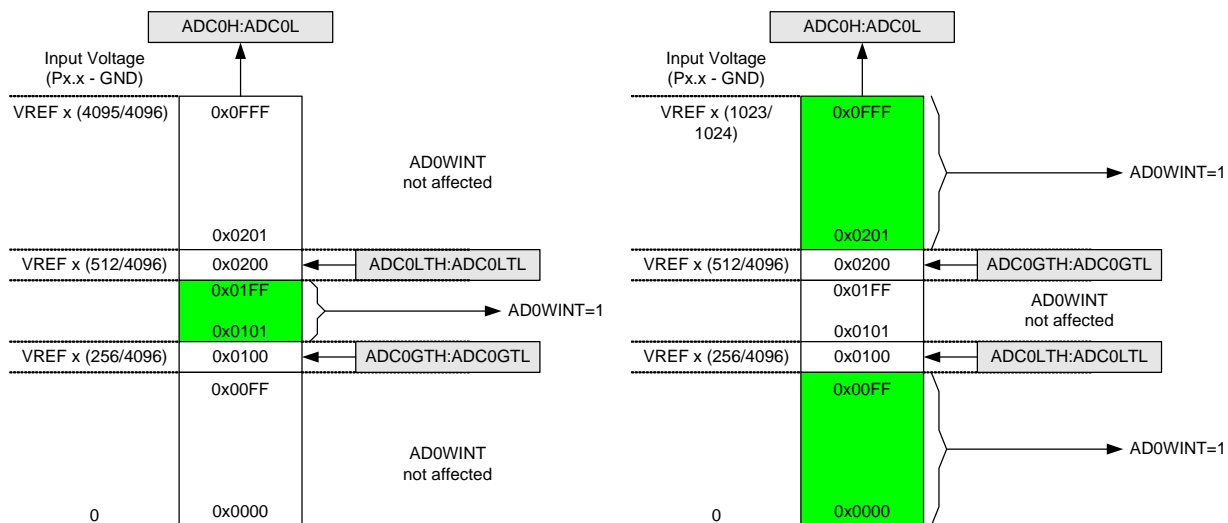 ADC0H:ADC0L
Input Voltage
(Px.x - GND)
VREF x (4095/4096)
0x0FFF
AD0WINT
not affected
0x0201
VREF x (512/4096)
0x0200
ADC0LTH:ADC0LTL
0x01FF
AD0WINT=1
0x0101
VREF x (256/4096)
0x0100
ADC0GTH:ADC0GTL
0x00FF
AD0WINT
not affected
0
0x0000
ADC0H:ADC0L
Input Voltage
(Px.x - GND)
VREF x (1023/
1024)
0x0FFF
AD0WINT=1
0x0201
VREF x (512/4096)
0x0200
ADC0GTH:ADC0GTL
0x01FF
AD0WINT
not affected
0x0101
VREF x (256/4096)
0x0100
ADC0LTH:ADC0LTL
0x00FF
AD0WINT=1
0
0x0000